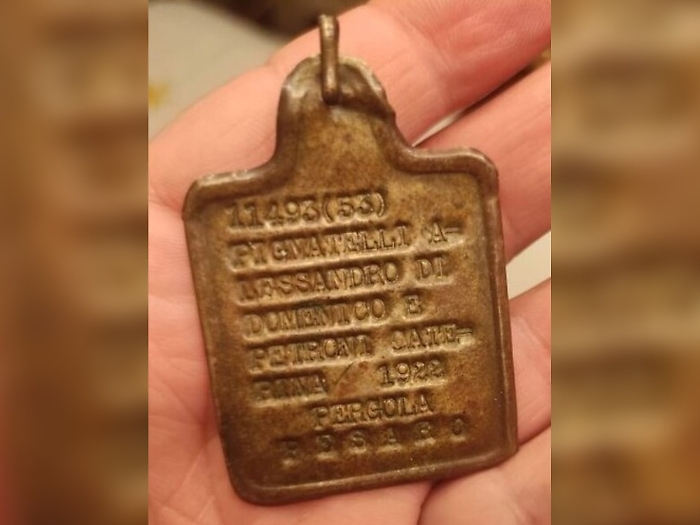 11493(53)
PIGNATELLI A-
LESSANDRO DI
DOMENICO E
PETRONI CATE-
RINA / 1922
PERGOLA
PESARO